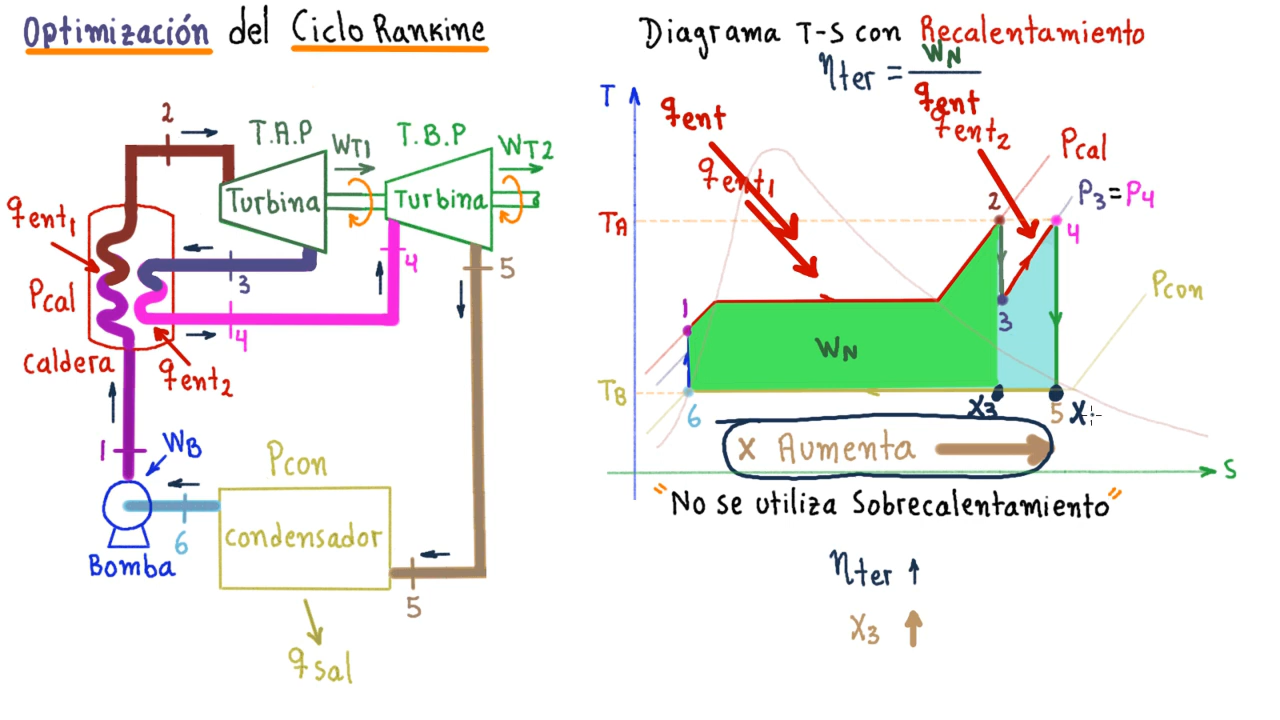 Optimización del Ciclo Rankine
2
T.A.P
T.B.P
WT1
WT2
Turbina
Turbina
qent1
3
4
5
Pcal
4
Caldera
qent2
1
WB
Pcon
6
condensador
Bomba
5
qsal
Diagrama T-S con Recalentamiento
ηter = WN
qent
T
qent
qent2
Pcal
qent1
P3=P4
2
TA
4
Pcon
1
3
WN
TB
6
X3
5
X
X Aumenta
S
"No se utiliza Sobrecalentamiento"
ηter ↑
X3 ↑